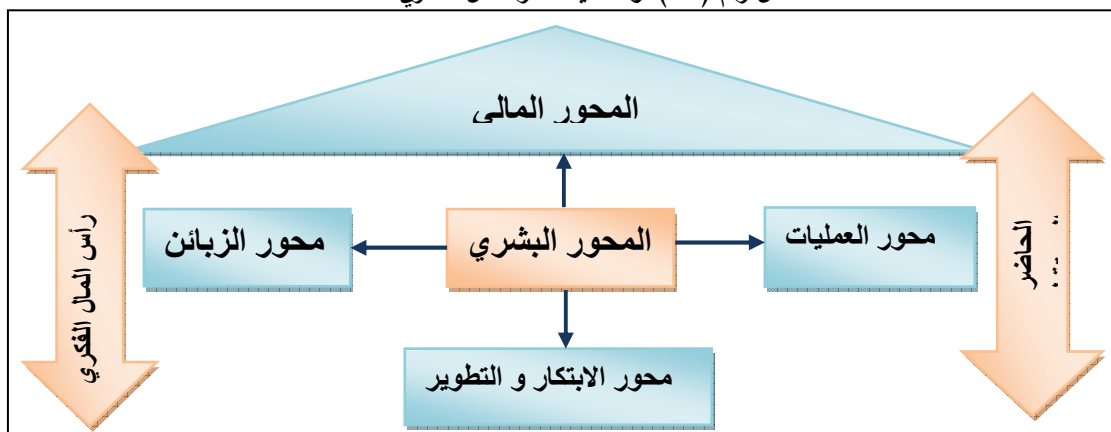 المحور المالي
رأس المال الفكري
محور الزبائن
المحور البشري
محور العمليات
الحاضر
محور الابتكار و التطوير